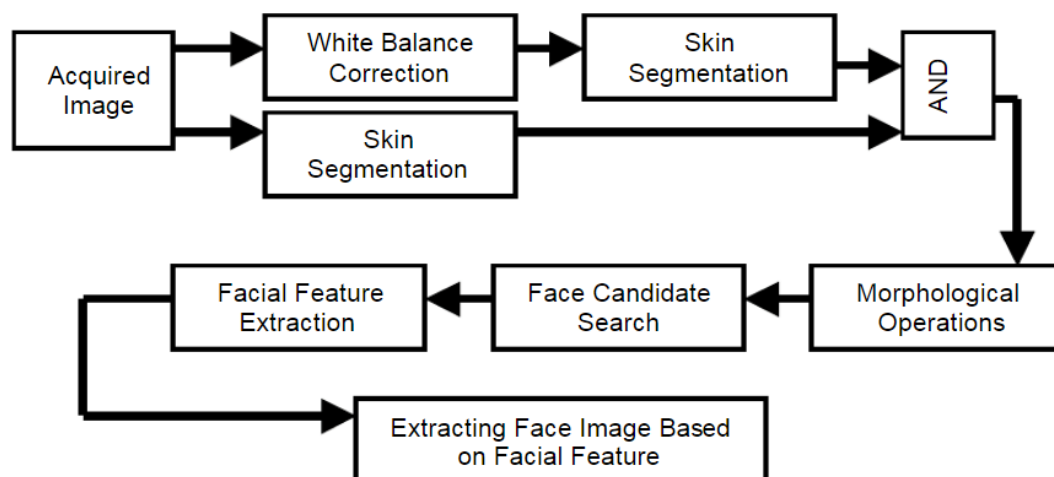 Acquired
Image
White Balance
Correction
Skin
Segmentation
AND
Skin
Segmentation
Morphological
Operations
Face Candidate
Search
Facial Feature
Extraction
Extracting Face Image Based
on Facial Feature